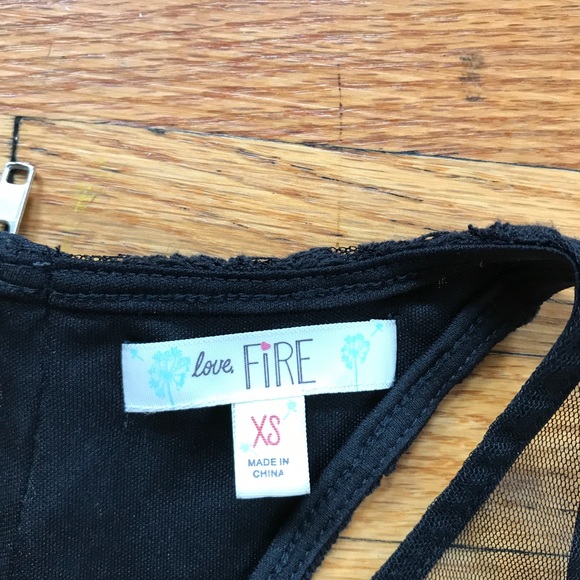 love, FiRE
XS
MADE IN
CHINA